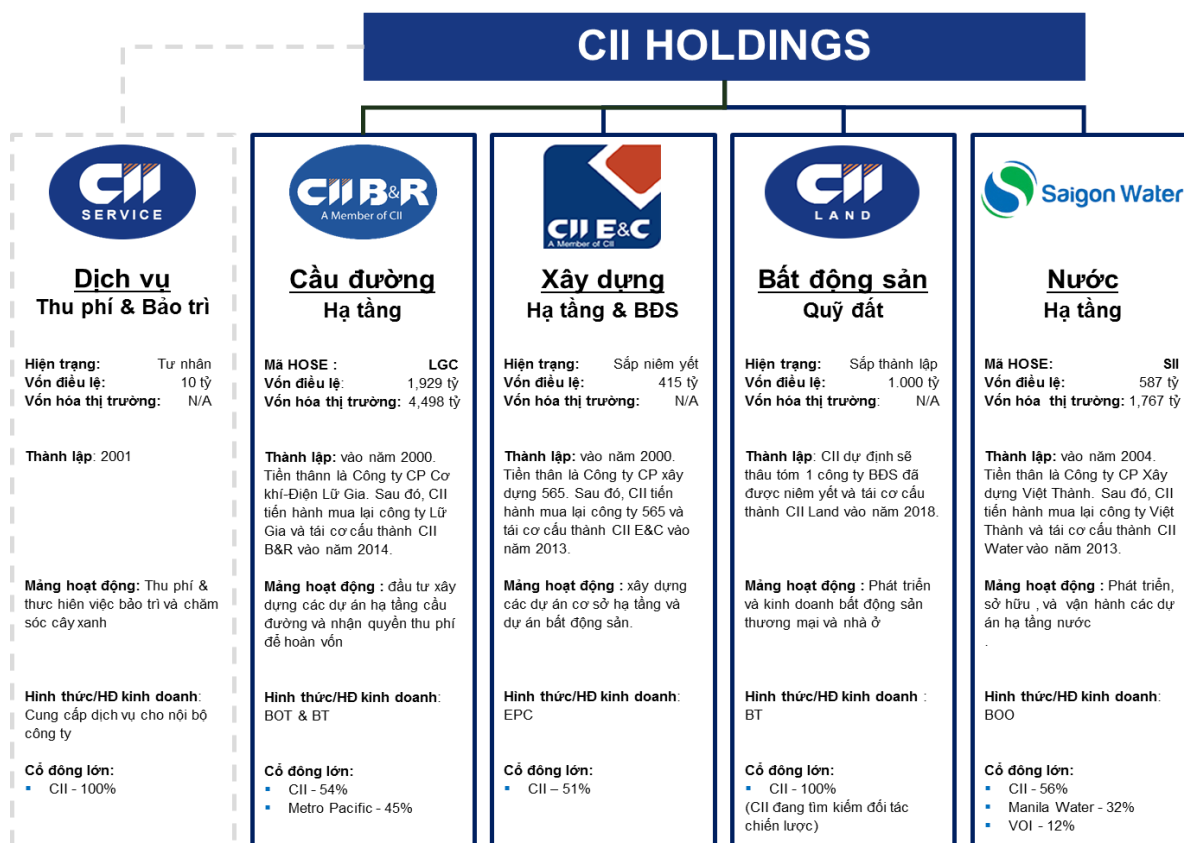 CII HOLDINGS
CII
SERVICE
Dịch vụ
Thu phí & Bảo trì
Hiện trạng: Tư nhân
Vốn điều lệ: 10 tỷ
Vốn hóa thị trường: N/A
Thành lập: 2001
Mảng hoạt động: Thu phí &
thực hiện việc bảo trì và chăm
sóc cây xanh
Hình thức/HĐ kinh doanh:
Cung cấp dịch vụ cho nội bộ
công ty
Cổ đông lớn:
▪ CII - 100%
CII B&R
A Member of CII
Cầu đường
Hạ tầng
Mã HOSE : LGC
Vốn điều lệ: 1,929 tỷ
Vốn hóa thị trường: 4,498 tỷ
Thành lập: vào năm 2000.
Tiền thân là Công ty CP Cơ
khí-Điện Lữ Gia. Sau đó, CII
tiến hành mua lại công ty Lữ
Gia và tái cơ cấu thành CII
B&R vào năm 2014.
Mảng hoạt động : đầu tư xây
dựng các dự án hạ tầng cầu
đường và nhận quyền thu phí
để hoàn vốn
Hình thức/HĐ kinh doanh:
BOT & BT
Cổ đông lớn:
▪ CII - 54%
▪ Metro Pacific - 45%
CII E&C
A Member of CII
Xây dựng
Hạ tầng & BĐS
Hiện trạng: Sắp niêm yết
Vốn điều lệ: 415 tỷ
Vốn hóa thị trường: N/A
Thành lập: vào năm 2000.
Tiền thân là Công ty CP xây
dựng 565. Sau đó, CII tiến
hành mua lại công ty 565 và
tái cơ cấu thành CII E&C vào
năm 2013.
Mảng hoạt động : xây dựng
các dự án cơ sở hạ tầng và
dự án bất động sản.
Hình thức/HĐ kinh doanh:
EPC
Cổ đông lớn:
▪ CII – 51%
CII
LAND
Bất động sản
Quỹ đất
Hiện trạng: Sắp thành lập
Vốn điều lệ: 1.000 tỷ
Vốn hóa thị trường: N/A
Thành lập: CII dự định sẽ
thâu tóm 1 công ty BĐS đã
được niêm yết và tái cơ cấu
thành CII Land vào năm 2018.
Mảng hoạt động : Phát triển
và kinh doanh bất động sản
thương mại và nhà ở
Hình thức/HĐ kinh doanh :
BT
Cổ đông lớn:
▪ CII - 100%
(CII đang tìm kiếm đối tác
chiến lược)
Saigon Water
Nước
Hạ tầng
Mã HOSE: SII
Vốn điều lệ: 587 tỷ
Vốn hóa thị trường: 1,767 tỷ
Thành lập: vào năm 2004.
Tiền thân là Công ty CP Xây
dựng Việt Thành. Sau đó, CII
tiến hành mua lại công ty Việt
Thành và tái cơ cấu thành CII
Water vào năm 2013.
Mảng hoạt động : Phát triển,
sở hữu , và vận hành các dự
án hạ tầng nước
.
Hình thức/HĐ kinh doanh:
BOO
Cổ đông lớn:
▪ CII - 56%
▪ Manila Water - 32%
▪ VOI - 12%